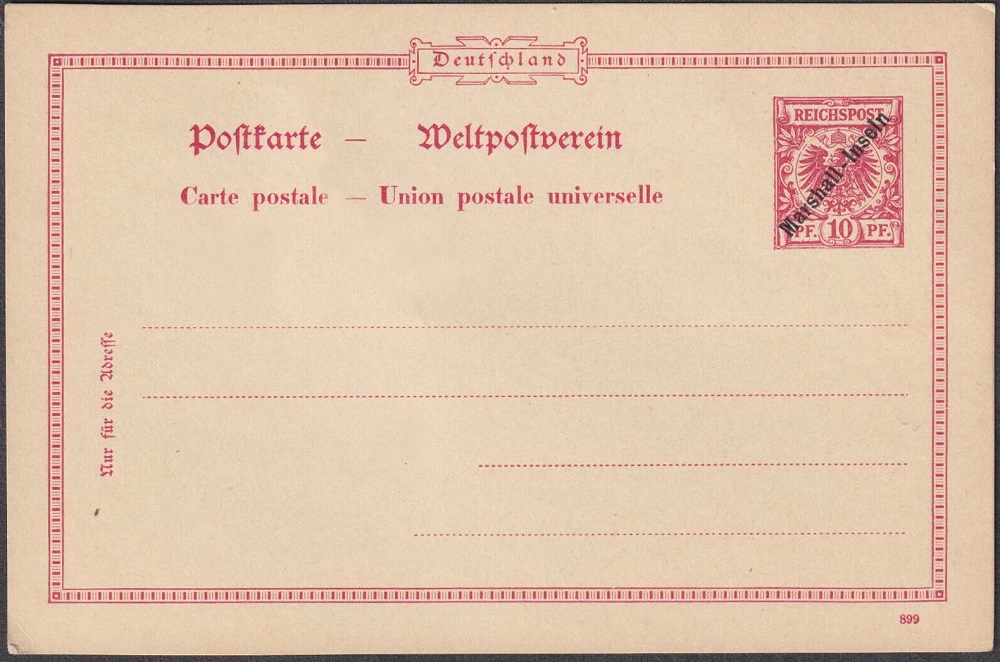 Deutſchland
Poſtkarte — Weltpoſtverein
Carte postale — Union postale universelle
REICHSPOST
Marshall-Inseln
PF. 10 PF.
Nur für die Adreſſe
899